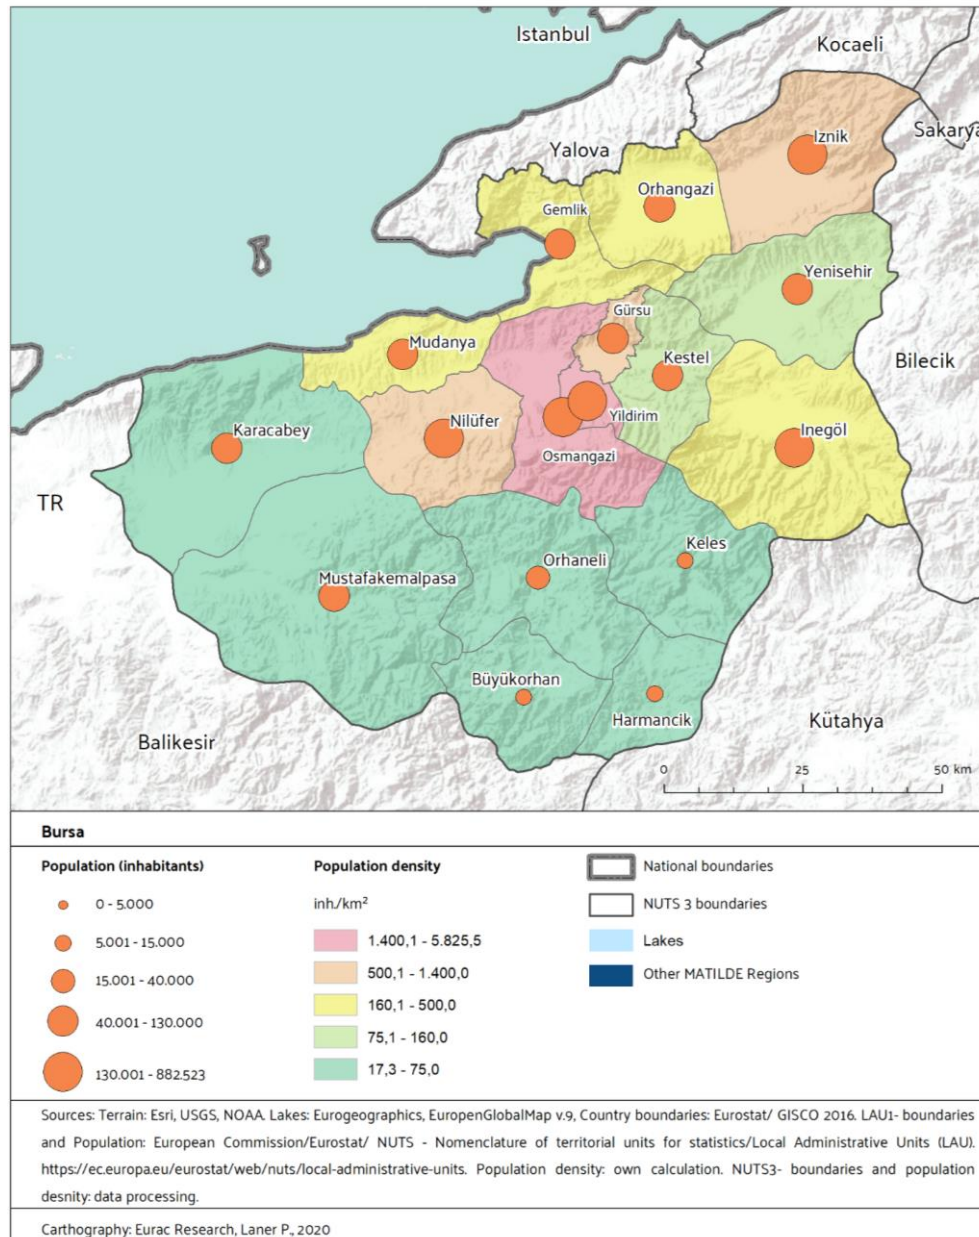 Istanbul
Kocaeli
Sakarya
Iznik
Yalova
Orhangazi
Gemlik
Yenisehir
Gürsu
Mudanya
Kestel
Bilecik
Karacabey
Nilüfer
Yildirim
Inegöl
Osmangazi
TR
Keles
Orhaneli
Mustafakemalpasa
Büyükorhan
Harmancik
Kütahya
Balikesir
0 25 50 km
Bursa
Population (inhabitants)
0 - 5.000
5.001 - 15.000
15.001 - 40.000
40.001 - 130.000
130.001 - 882.523
Population density
inh./km²
1.400,1 - 5.825,5
500,1 - 1.400,0
160,1 - 500,0
75,1 - 160,0
17,3 - 75,0
National boundaries
NUTS 3 boundaries
Lakes
Other MATILDE Regions
Sources: Terrain: Esri, USGS, NOAA. Lakes: Eurogeographics, EuropenGlobalMap v.9, Country boundaries: Eurostat/ GISCO 2016. LAU1- boundaries
and Population: European Commission/Eurostat/ NUTS - Nomenclature of territorial units for statistics/Local Administrative Units (LAU).
https://ec.europa.eu/eurostat/web/nuts/local-administrative-units. Population density: own calculation. NUTS3- boundaries and population
desnity: data processing.
Carthography: Eurac Research, Laner P., 2020